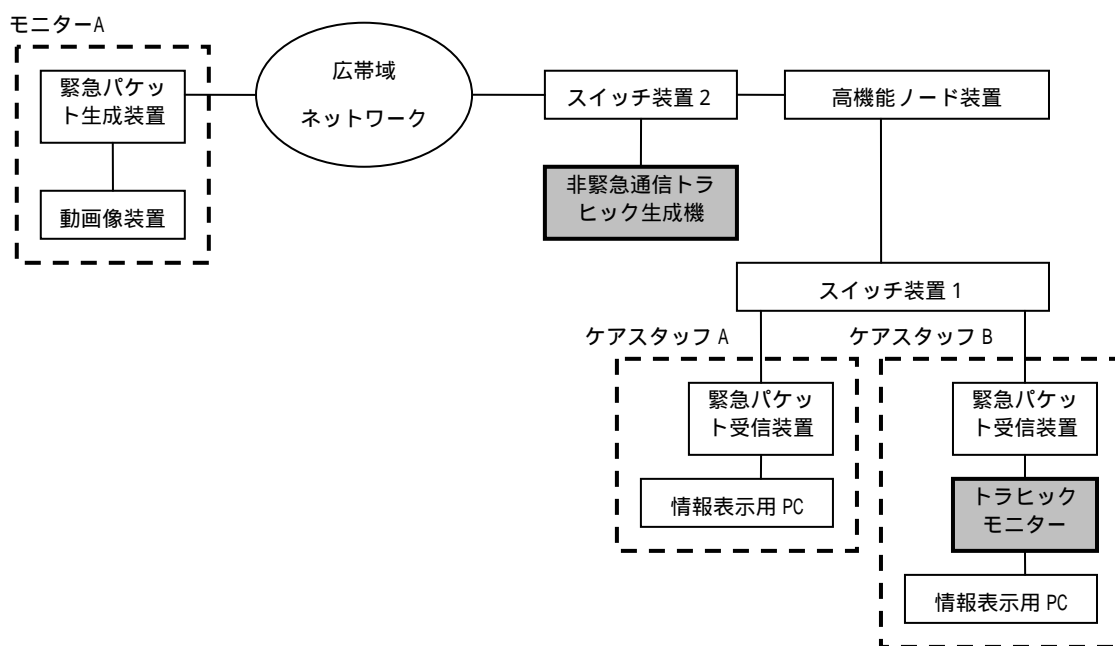 モニターA
緊急パケッ
ト生成装置
動画像装置
広帯域
ネットワーク
スイッチ装置 2
高機能ノード装置
非緊急通信トラ
ヒック生成機
スイッチ装置 1
ケアスタッフ A
緊急パケッ
ト受信装置
情報表示用 PC
ケアスタッフ B
緊急パケッ
ト受信装置
トラヒック
モニター
情報表示用 PC